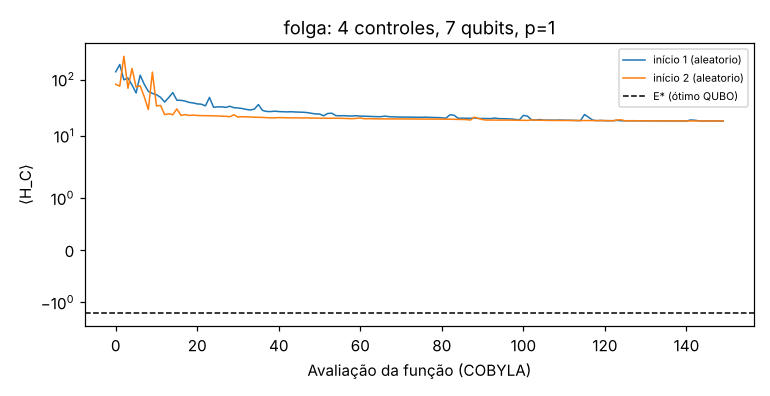 folga: 4 controles, 7 qubits, p=1
início 1 (aleatorio)
início 2 (aleatorio)
E* (ótimo QUBO)
⟨H_C⟩
10²
10¹
10⁰
0
−10⁰
0 20 40 60 80 100 120 140
Avaliação da função (COBYLA)